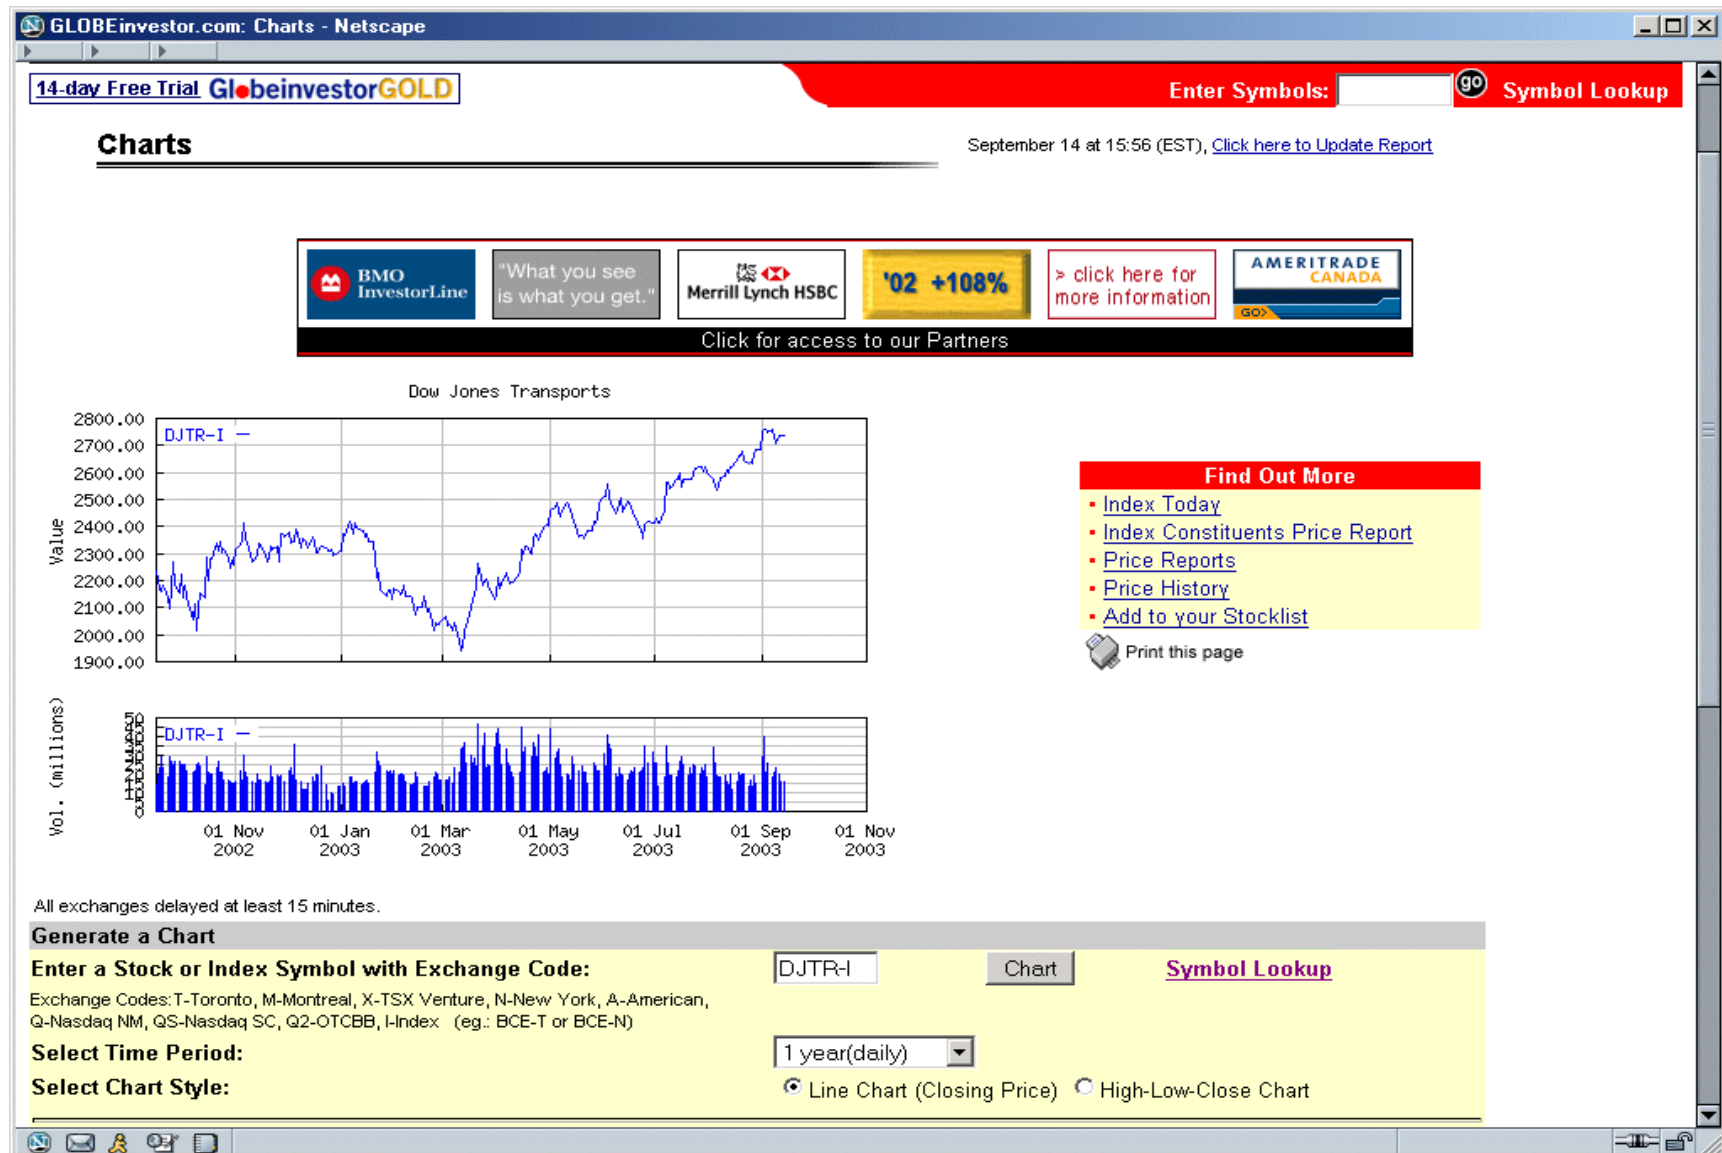 GLOBEinvestor.com: Charts - Netscape
14-day Free Trial GlobeinvestorGOLD
Enter Symbols: go Symbol Lookup
Charts
September 14 at 15:56 (EST), Click here to Update Report
BMO
InvestorLine
"What you see
is what you get."
Merrill Lynch HSBC
'02 +108%
> click here for
more information
AMERITRADE
CANADA
GO>
Click for access to our Partners
Dow Jones Transports
DJTR-I
2800.00
2700.00
2600.00
2500.00
2400.00
2300.00
2200.00
2100.00
2000.00
1900.00
Value
Find Out More
Index Today
Index Constituents Price Report
Price Reports
Price History
Add to your Stocklist
Print this page
Vol. (millions)
DJTR-I
50
0
01 Nov 01 Jan 01 Mar 01 May 01 Jul 01 Sep 01 Nov
2002 2003 2003 2003 2003 2003 2003
All exchanges delayed at least 15 minutes.
Generate a Chart
Enter a Stock or Index Symbol with Exchange Code: DJTR-I Chart Symbol Lookup
Exchange Codes:T-Toronto, M-Montreal, X-TSX Venture, N-New York, A-American,
Q-Nasdaq NM, QS-Nasdaq SC, Q2-OTCBB, I-Index (eg.: BCE-T or BCE-N)
Select Time Period: 1 year(daily)
Select Chart Style: Line Chart (Closing Price) High-Low-Close Chart